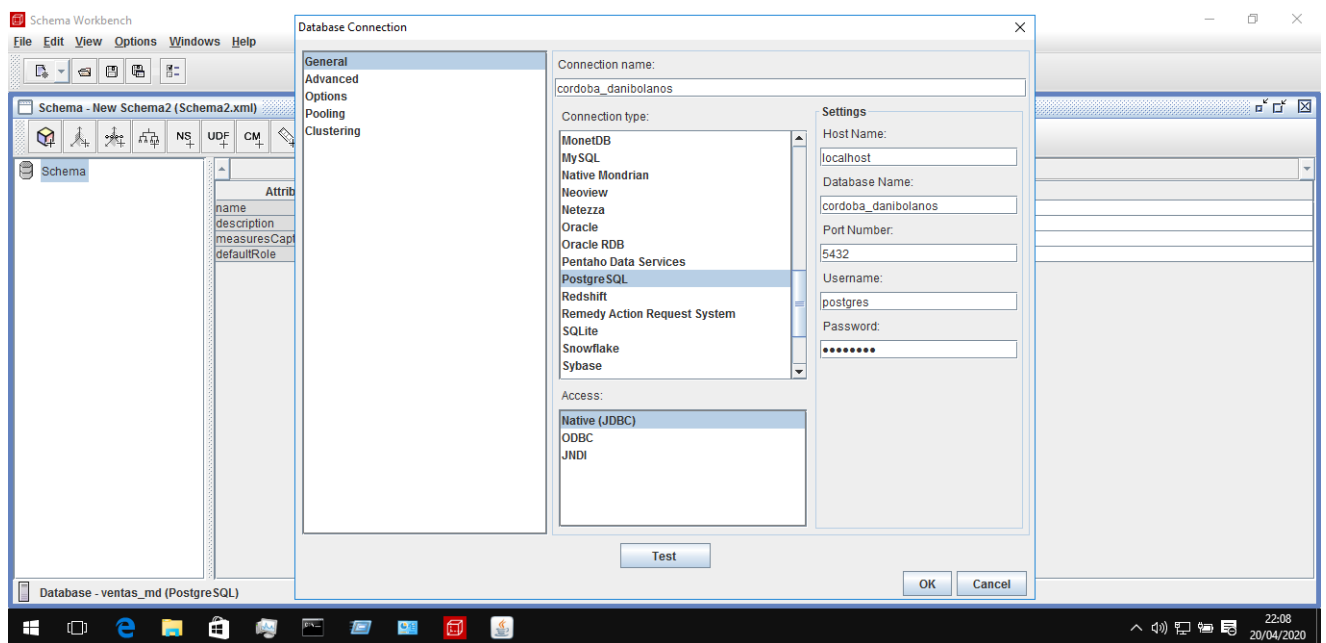 Schema Workbench
File Edit View Options Windows Help
Schema - New Schema2 (Schema2.xml)
NS UDF CM
Schema
Attrib
name
description
measuresCapt
defaultRole
Database - ventas_md (PostgreSQL)
Database Connection
General
Advanced
Options
Pooling
Clustering
Connection name:
cordoba_danibolanos
Connection type:
MonetDB
MySQL
Native Mondrian
Neoview
Netezza
Oracle
Oracle RDB
Pentaho Data Services
PostgreSQL
Redshift
Remedy Action Request System
SQLite
Snowflake
Sybase
Access:
Native (JDBC)
ODBC
JNDI
Settings
Host Name:
localhost
Database Name:
cordoba_danibolanos
Port Number:
5432
Username:
postgres
Password:
●●●●●●●●
Test
OK Cancel
22:08
20/04/2020